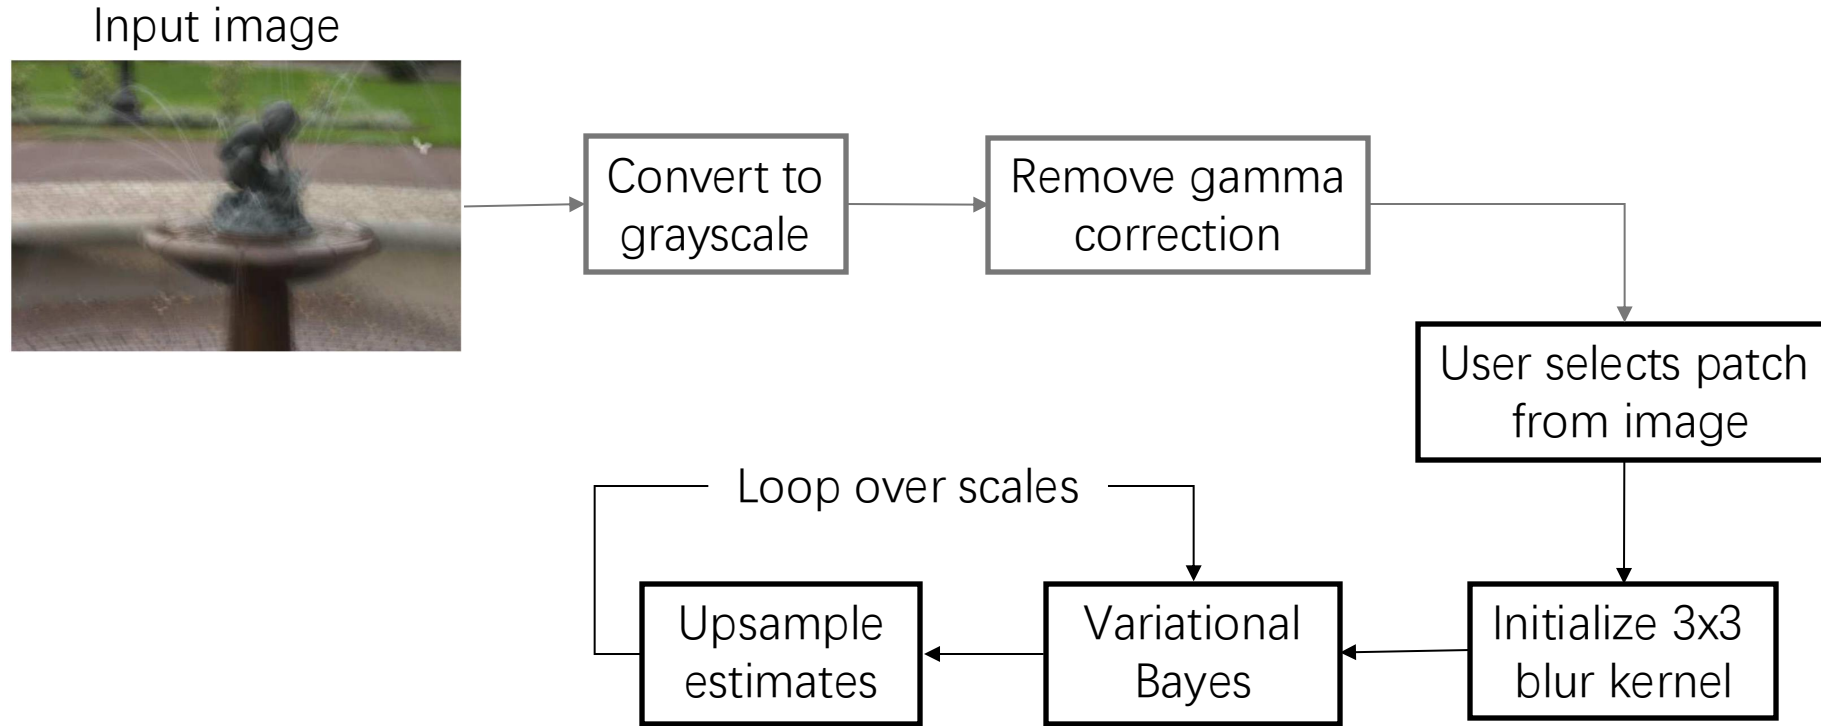 Input image
Convert to
grayscale
Remove gamma
correction
User selects patch
from image
Loop over scales
Upsample
estimates
Variational
Bayes
Initialize 3x3
blur kernel